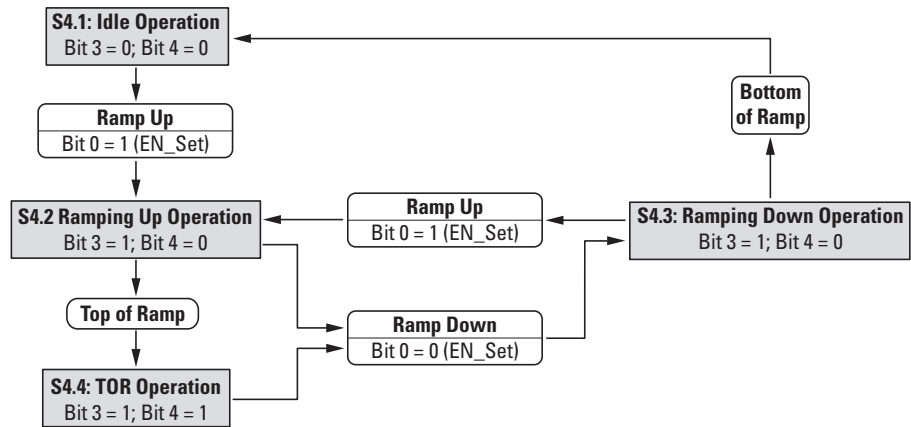 S4.1: Idle Operation
Bit 3 = 0; Bit 4 = 0
Ramp Up
Bit 0 = 1 (EN_Set)
Bottom
of Ramp
S4.2 Ramping Up Operation
Bit 3 = 1; Bit 4 = 0
Ramp Up
Bit 0 = 1 (EN_Set)
S4.3: Ramping Down Operation
Bit 3 = 1; Bit 4 = 0
Top of Ramp
Ramp Down
Bit 0 = 0 (EN_Set)
S4.4: TOR Operation
Bit 3 = 1; Bit 4 = 1